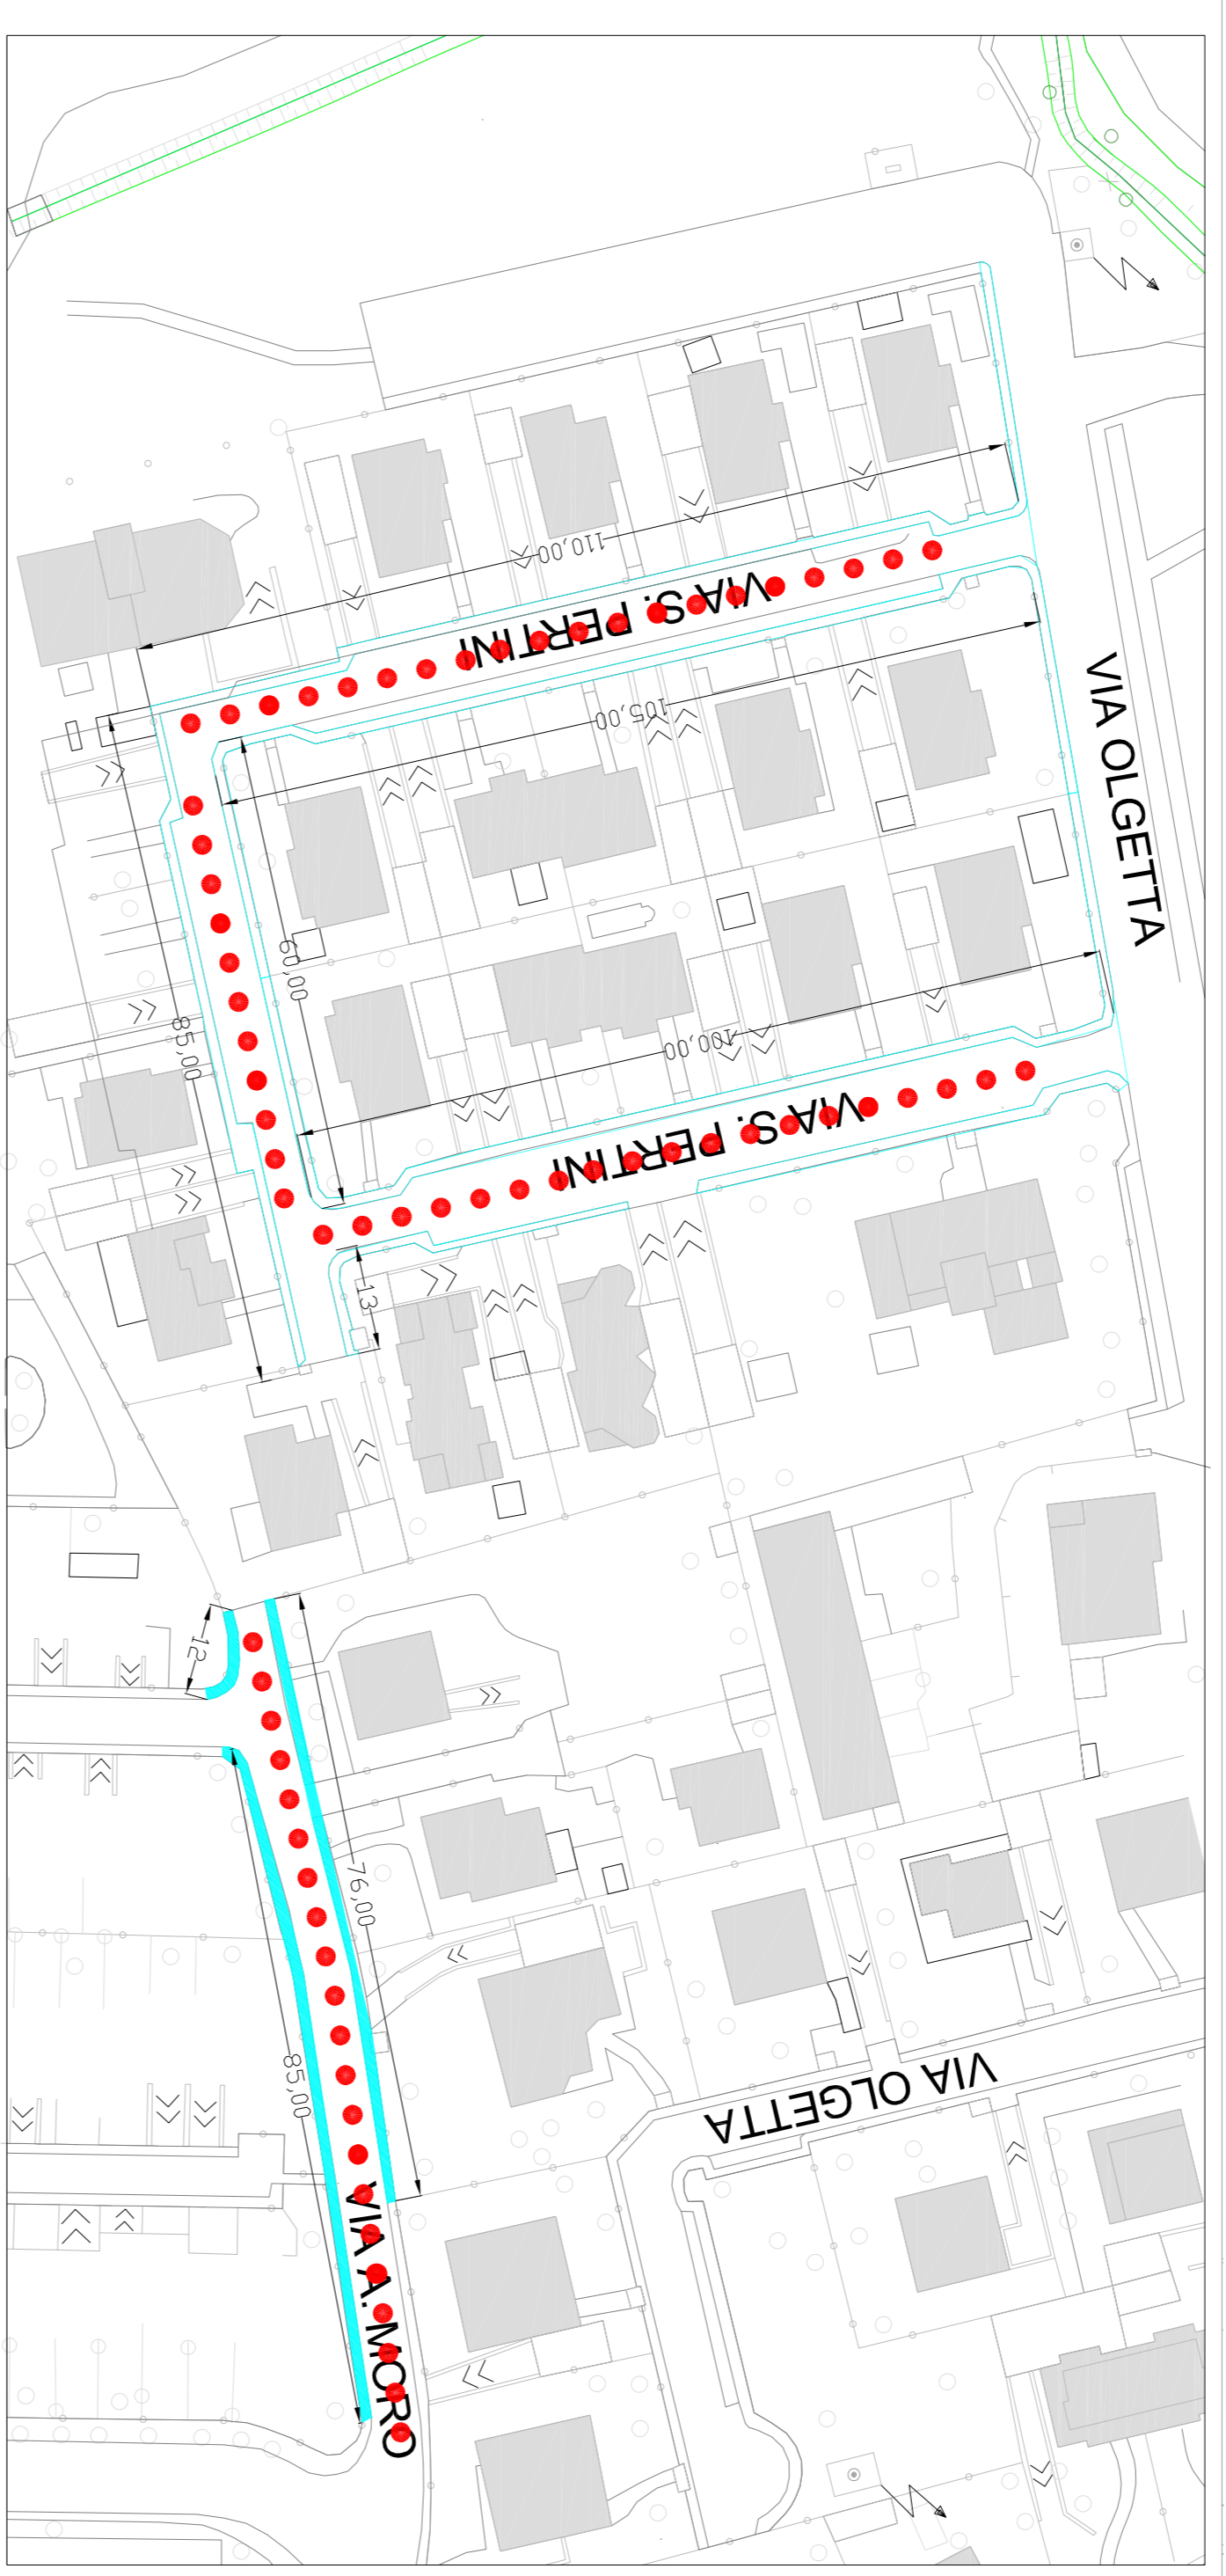 110,00
VIA S. PERTINI
105,00
VIA OLGETTA
60,00
85,00
100,00
VIA S. PERTINI
13
12
76,00
85,00
VIA OLGETTA
VIA A. MORO